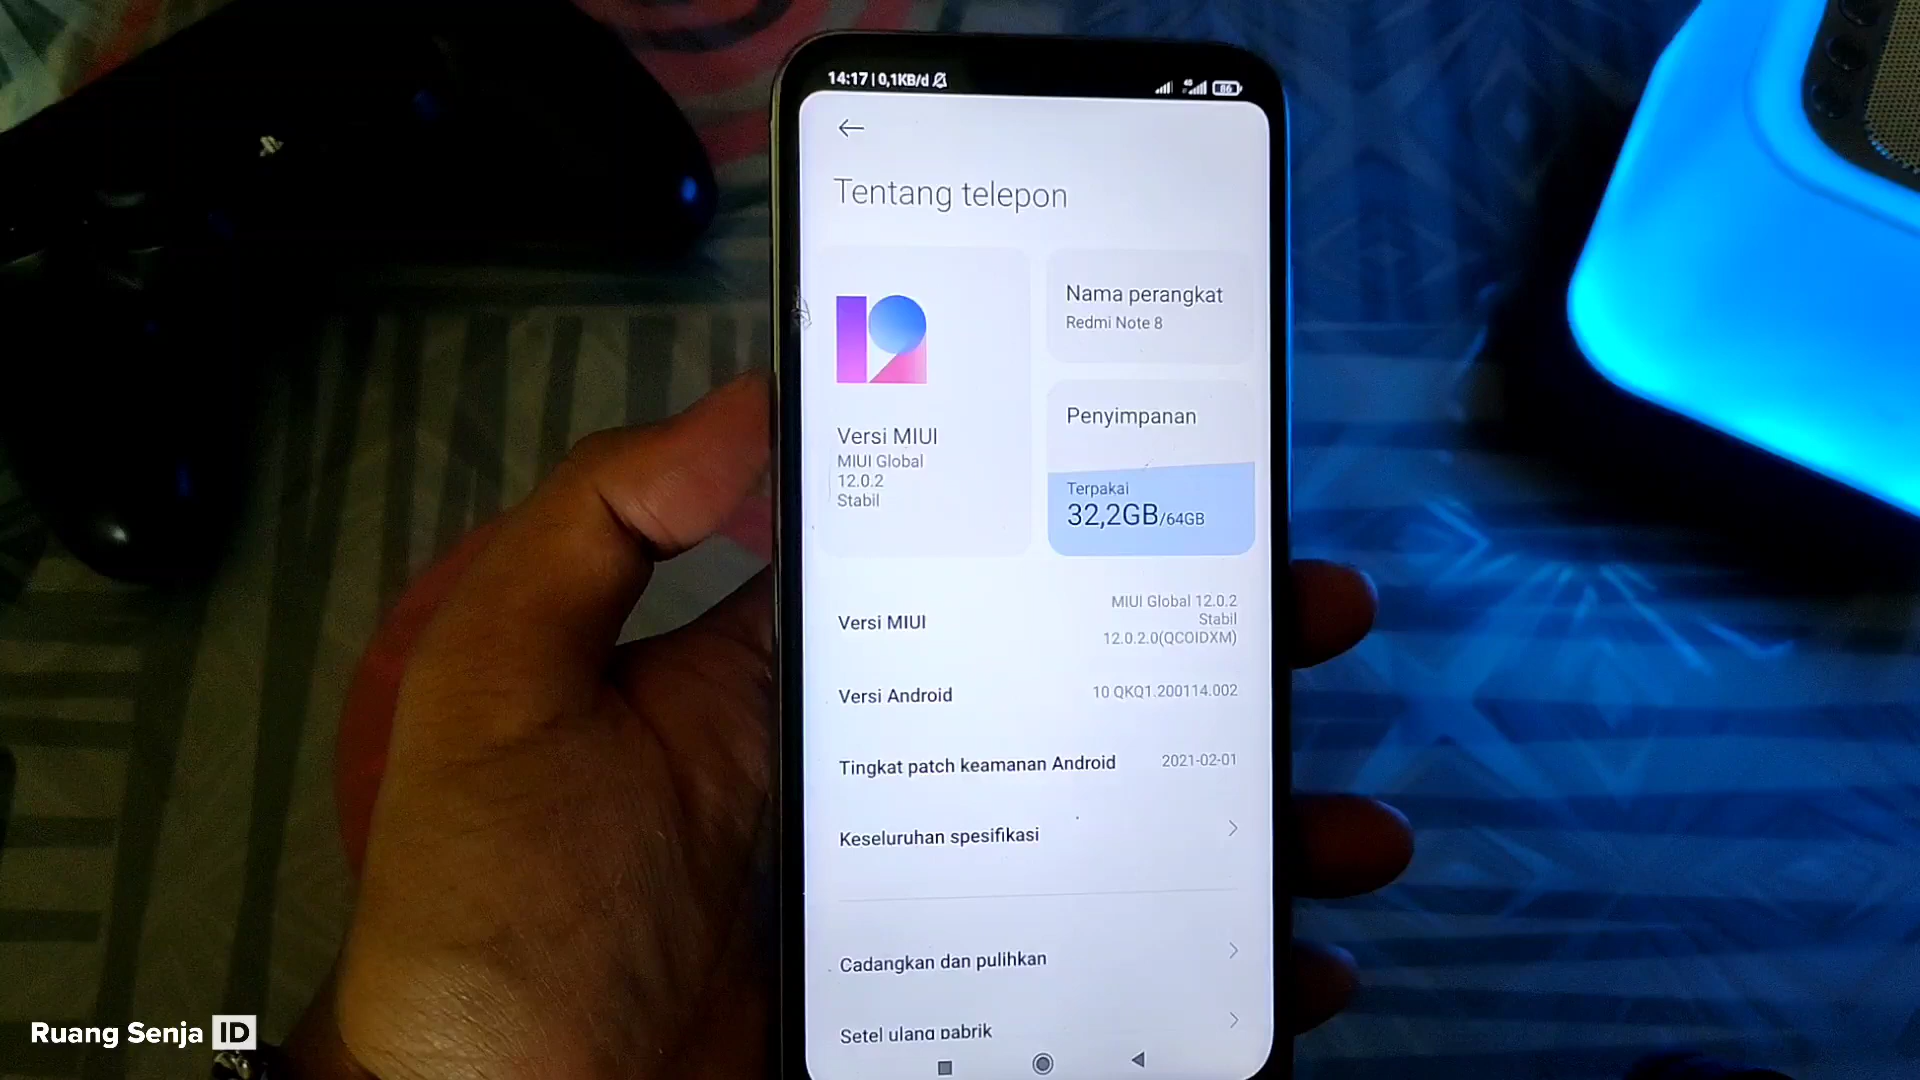 14:17 | 0,1KB/d
4G
86
Tentang telepon
Versi MIUI
MIUI Global
12.0.2
Stabil
Nama perangkat
Redmi Note 8
Penyimpanan
Terpakai
32,2GB/64GB
Versi MIUI
MIUI Global 12.0.2
Stabil
12.0.2.0(QCOIDXM)
Versi Android
10 QKQ1.200114.002
Tingkat patch keamanan Android
2021-02-01
Keseluruhan spesifikasi
Cadangkan dan pulihkan
Setel ulang pabrik
Ruang Senja ID